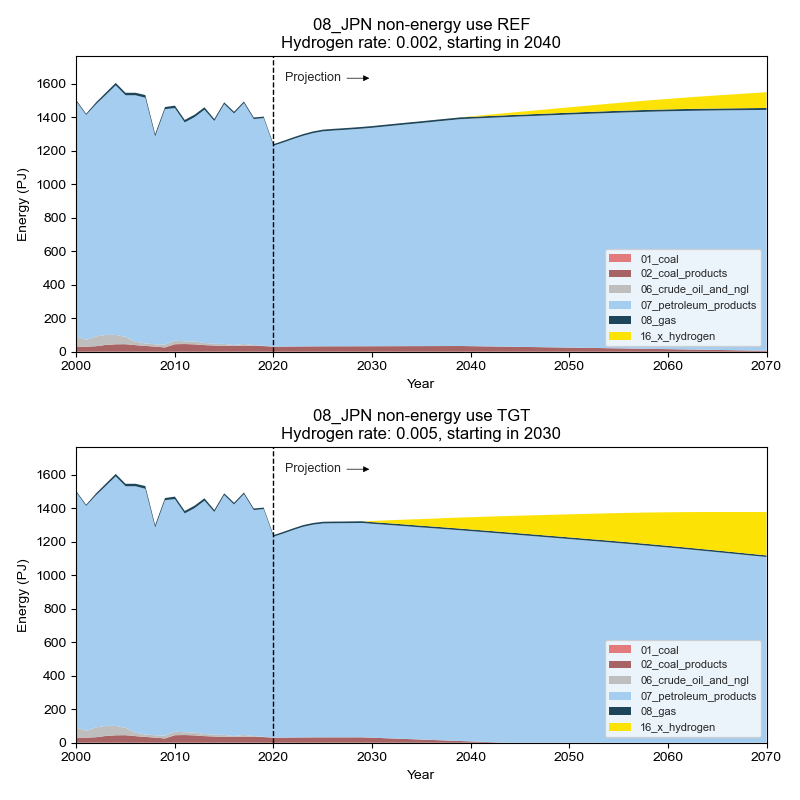 08_JPN non-energy use REF
Hydrogen rate: 0.002, starting in 2040
Projection
1600
1400
1200
1000
800
600
400
200
0
Energy (PJ)
01_coal
02_coal_products
06_crude_oil_and_ngl
07_petroleum_products
08_gas
16_x_hydrogen
2000 2010 2020 2030 2040 2050 2060 2070
Year
08_JPN non-energy use TGT
Hydrogen rate: 0.005, starting in 2030
Projection
1600
1400
1200
1000
800
600
400
200
0
Energy (PJ)
01_coal
02_coal_products
06_crude_oil_and_ngl
07_petroleum_products
08_gas
16_x_hydrogen
2000 2010 2020 2030 2040 2050 2060 2070
Year